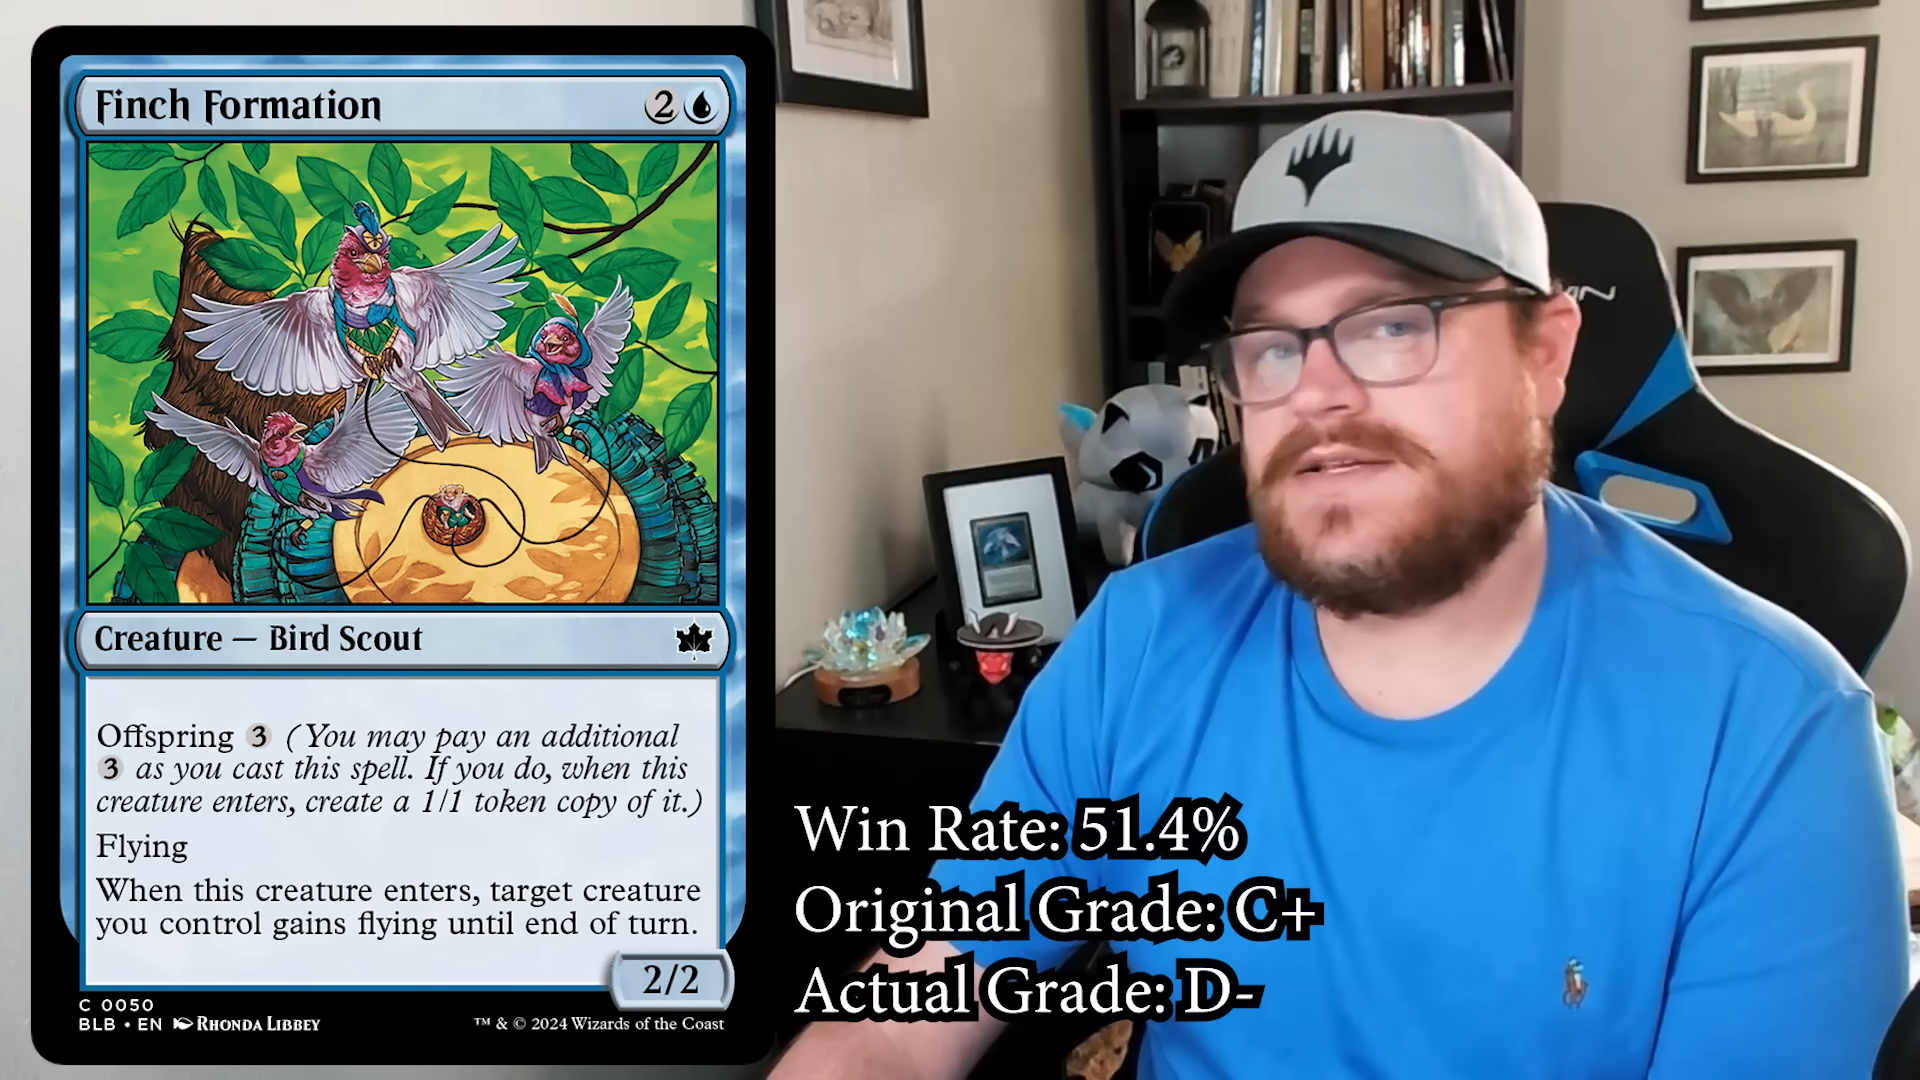 Finch Formation 2
Creature — Bird Scout
Offspring 3 (You may pay an additional
3 as you cast this spell. If you do, when this
creature enters, create a 1/1 token copy of it.)
Flying
When this creature enters, target creature
you control gains flying until end of turn.
2/2
C 0050
BLB • EN Rhonda Libbey
™ & © 2024 Wizards of the Coast
Win Rate: 51.4%
Original Grade: C+
Actual Grade: D-